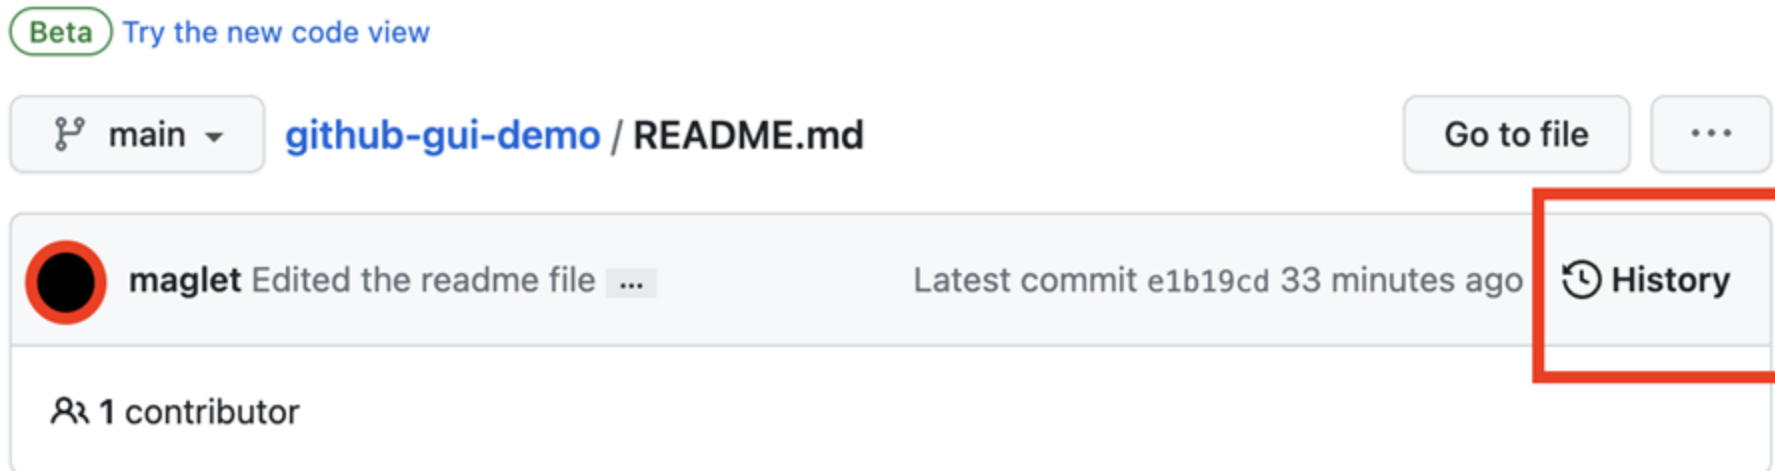 Beta Try the new code view
main github-gui-demo / README.md Go to file ...
maglet Edited the readme file ... Latest commit e1b19cd 33 minutes ago History
1 contributor